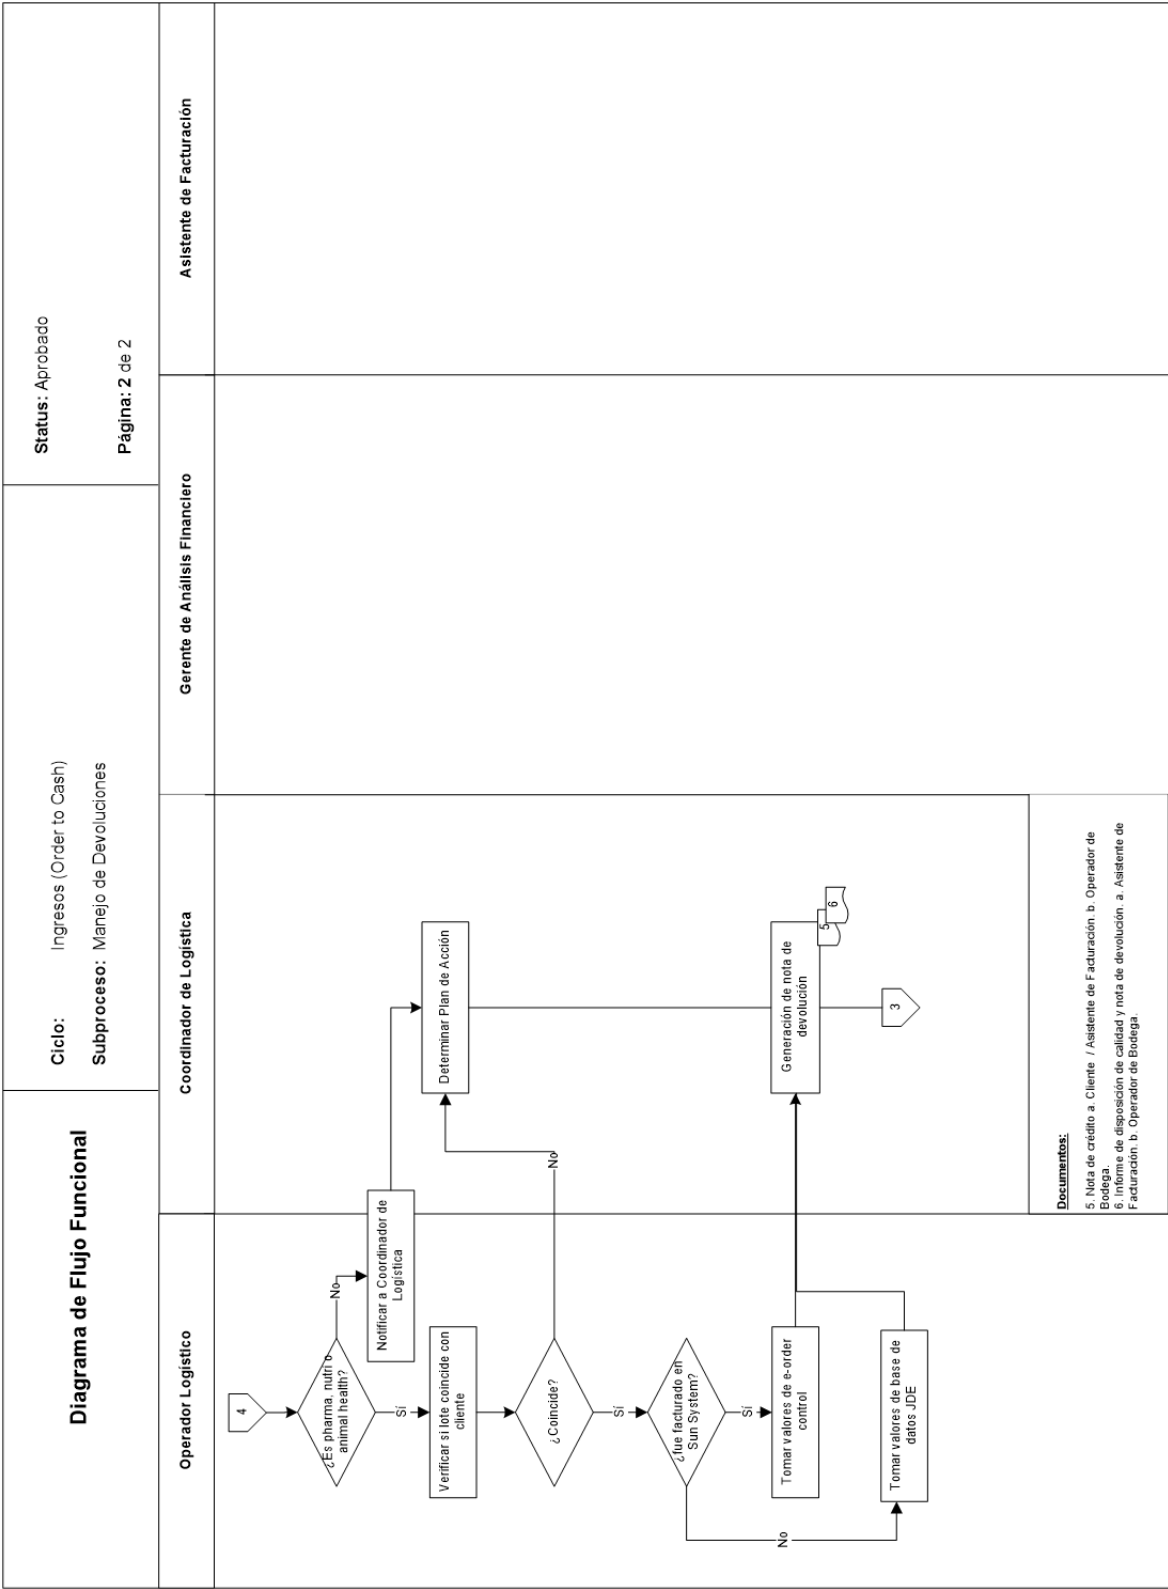 Diagrama de Flujo Funcional
Ciclo: Ingresos (Order to Cash)
Subproceso: Manejo de Devoluciones
Status: Aprobado
Página: 2 de 2
Operador Logístico
Coordinador de Logística
Gerente de Análisis Financiero
Asistente de Facturación
4
¿Es pharma, nutri o
animal health?
No
Notificar a Coordinador de
Logística
Sí
Verificar si lote coincide con
cliente
Determinar Plan de Acción
¿Coincide?
No
Sí
¿fue facturado en
Sun System?
Sí
No
Tomar valores de e-order
control
Generación de nota de
devolución
5
6
Tomar valores de base de
datos JDE
3
Documentos:
5. Nota de crédito a. Cliente / Asistente de Facturación. b. Operador de
Bodega.
6. Informe de disposición de calidad y nota de devolución. a. Asistente de
Facturación. b. Operador de Bodega.